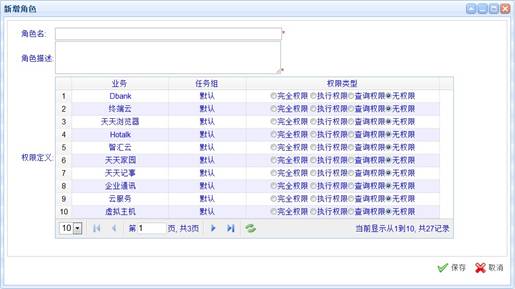 新增角色
角色名: *
角色描述: *
权限定义:
业务 任务组 权限类型
1 Dbank 默认 完全权限 执行权限 查询权限 无权限
2 终端云 默认 完全权限 执行权限 查询权限 无权限
3 天天浏览器 默认 完全权限 执行权限 查询权限 无权限
4 Hotalk 默认 完全权限 执行权限 查询权限 无权限
5 智汇云 默认 完全权限 执行权限 查询权限 无权限
6 天天家园 默认 完全权限 执行权限 查询权限 无权限
7 天天记事 默认 完全权限 执行权限 查询权限 无权限
8 企业通讯 默认 完全权限 执行权限 查询权限 无权限
9 云服务 默认 完全权限 执行权限 查询权限 无权限
10 虚拟主机 默认 完全权限 执行权限 查询权限 无权限
10 第 1 页, 共3页 当前显示从1到10, 共27记录
保存 取消